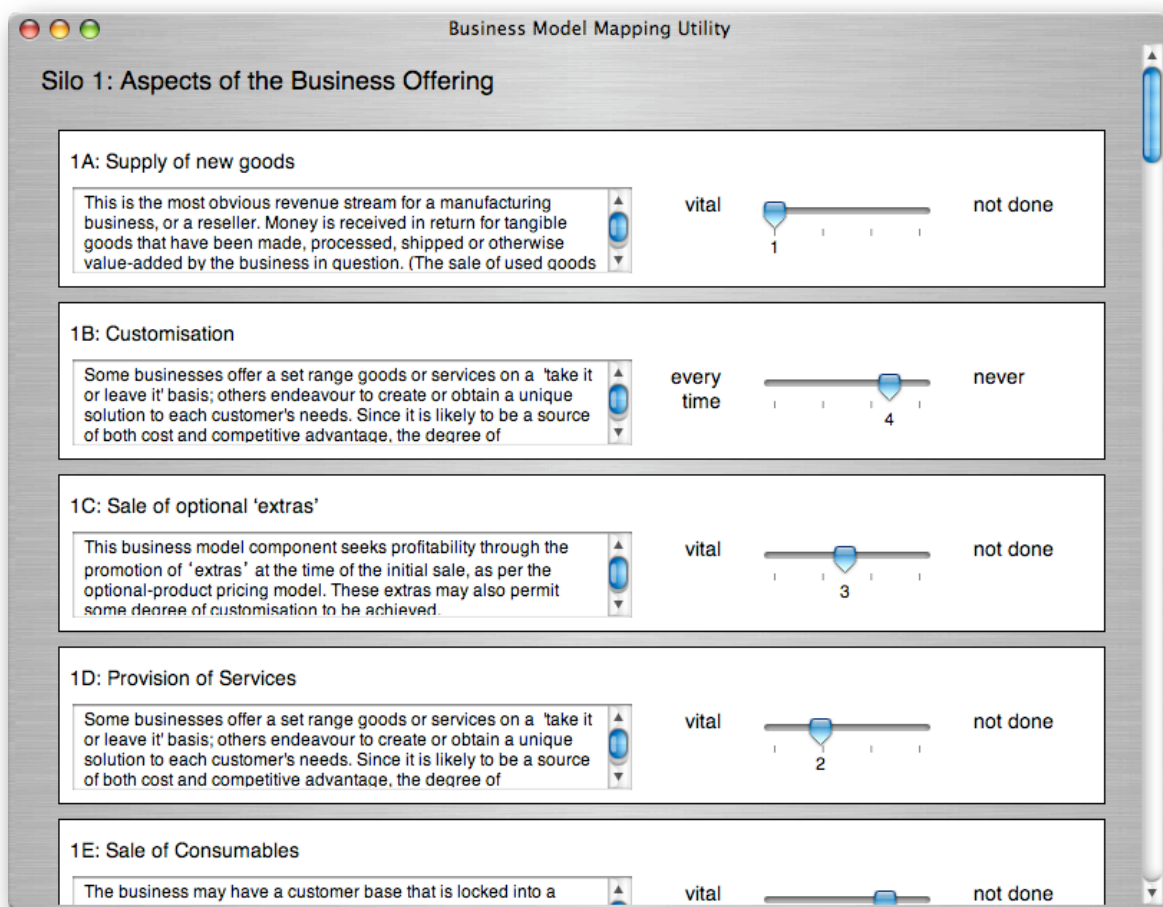 Business Model Mapping Utility
Silo 1: Aspects of the Business Offering
1A: Supply of new goods
This is the most obvious revenue stream for a manufacturing
business, or a reseller. Money is received in return for tangible
goods that have been made, processed, shipped or otherwise
value-added by the business in question. (The sale of used goods
vital
not done
1
1B: Customisation
Some businesses offer a set range goods or services on a 'take it
or leave it' basis; others endeavour to create or obtain a unique
solution to each customer's needs. Since it is likely to be a source
of both cost and competitive advantage, the degree of
every
time
never
4
1C: Sale of optional ‘extras’
This business model component seeks profitability through the
promotion of ‘extras’ at the time of the initial sale, as per the
optional-product pricing model. These extras may also permit
some degree of customisation to be achieved.
vital
not done
3
1D: Provision of Services
Some businesses offer a set range goods or services on a 'take it
or leave it' basis; others endeavour to create or obtain a unique
solution to each customer's needs. Since it is likely to be a source
of both cost and competitive advantage, the degree of
vital
not done
2
1E: Sale of Consumables
The business may have a customer base that is locked into a
vital
not done